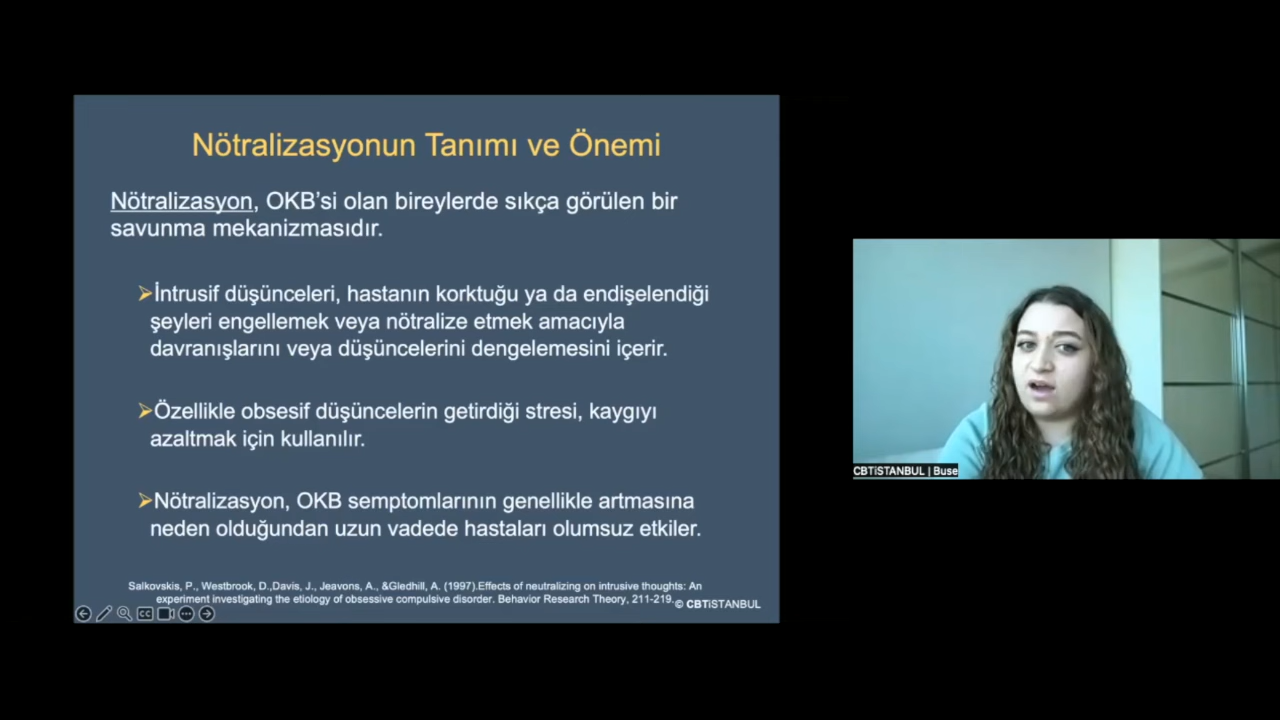 Nötralizasyonun Tanımı ve Önemi
Nötralizasyon, OKB’si olan bireylerde sıkça görülen bir
savunma mekanizmasıdır.
➢İntrusif düşünceleri, hastanın korktuğu ya da endişelendiği
şeyleri engellemek veya nötralize etmek amacıyla
davranışlarını veya düşüncelerini dengelemesini içerir.
➢Özellikle obsesif düşüncelerin getirdiği stresi, kaygıyı
azaltmak için kullanılır.
➢Nötralizasyon, OKB semptomlarının genellikle artmasına
neden olduğundan uzun vadede hastaları olumsuz etkiler.
Salkovskis, P., Westbrook, D.,Davis, J., Jeavons, A., &Gledhill, A. (1997).Effects of neutralizing on intrusive thoughts: An
experiment investigating the etiology of obsessive compulsive disorder. Behavior Research Theory, 211-219.
© CBTiSTANBUL
CC
CBTiSTANBUL | Buse